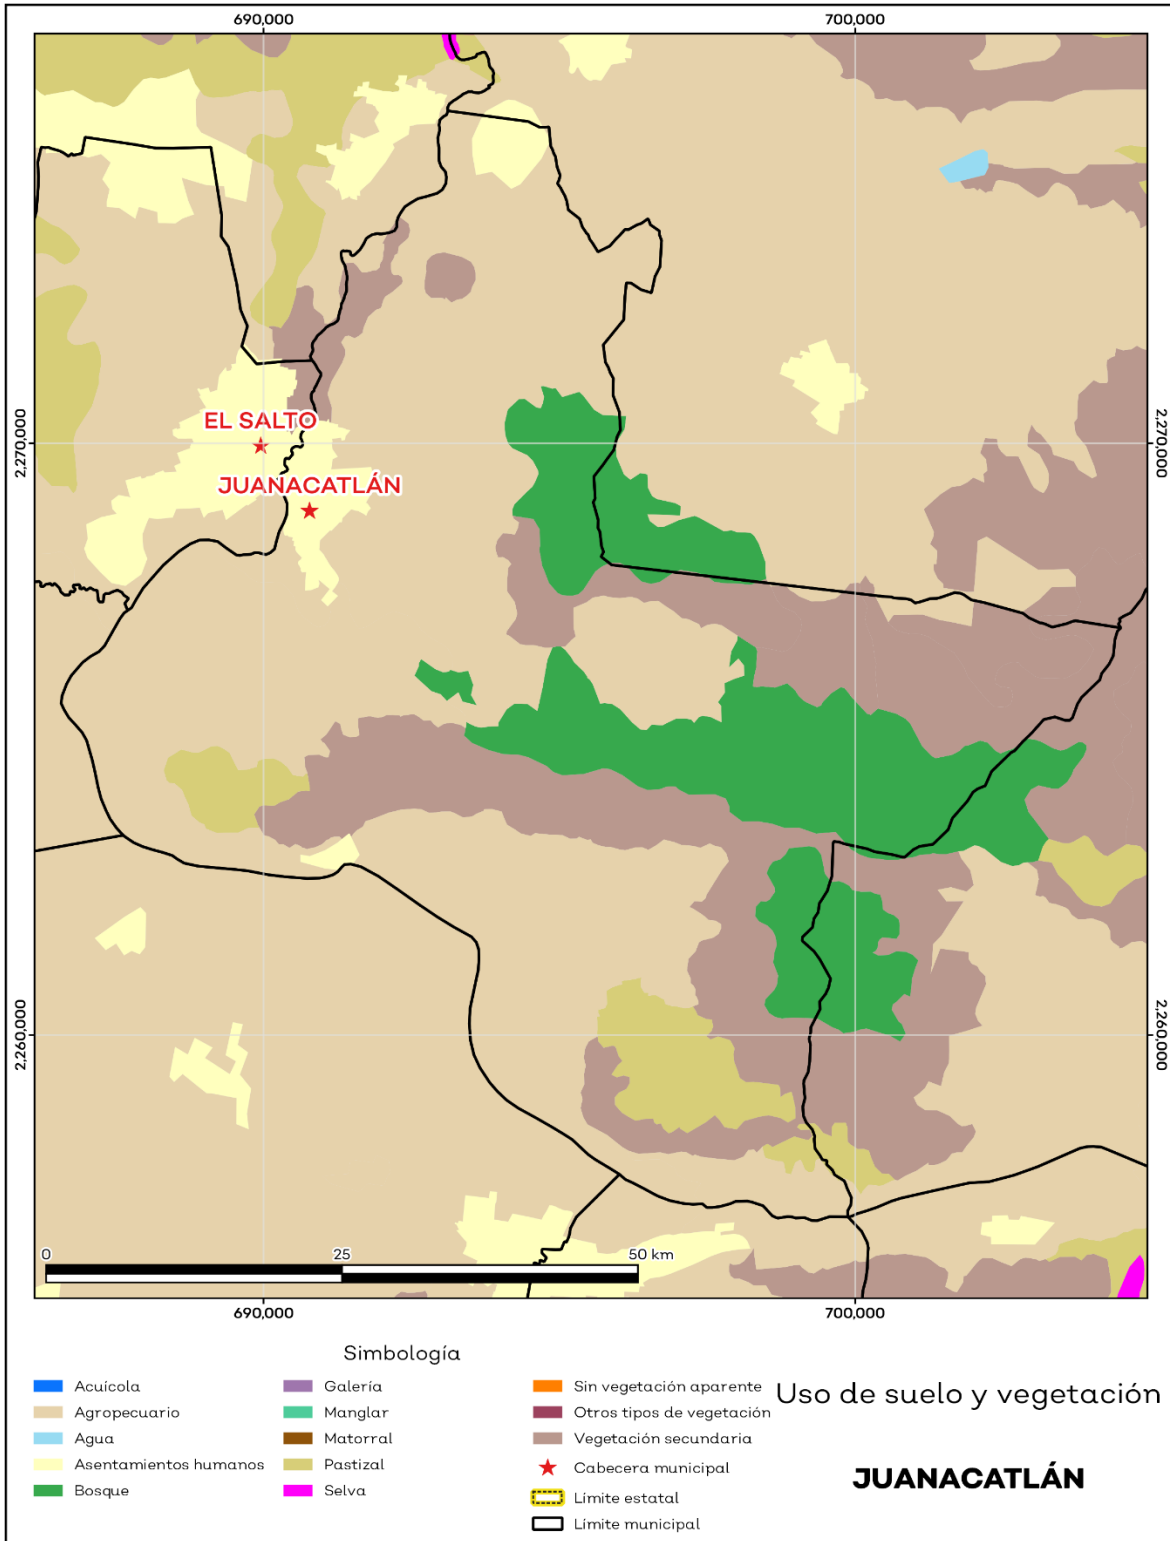 690,000 700,000
EL SALTO
2,270,000 2,270,000
JUANACATLÁN
2,260,000 2,260,000
0 25 50 km
690,000 700,000
Simbología
Acuícola
Agropecuario
Agua
Asentamientos humanos
Bosque
Galería
Manglar
Matorral
Pastizal
Selva
Sin vegetación aparente
Otros tipos de vegetación
Vegetación secundaria
Cabecera municipal
Límite estatal
Límite municipal
Uso de suelo y vegetación
JUANACATLÁN